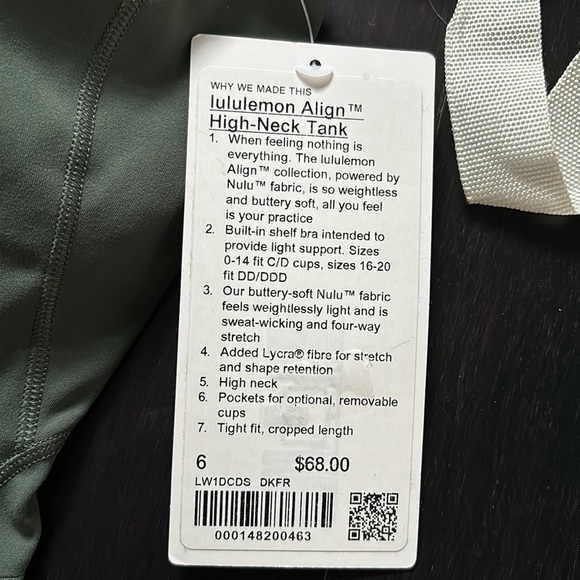 WHY WE MADE THIS
lululemon Align™
High-Neck Tank
1. When feeling nothing is
everything. The lululemon
Align™ collection, powered by
Nulu™ fabric, is so weightless
and buttery soft, all you feel
is your practice
2. Built-in shelf bra intended to
provide light support. Sizes
0-14 fit C/D cups, sizes 16-20
fit DD/DDD
3. Our buttery-soft Nulu™ fabric
feels weightlessly light and is
sweat-wicking and four-way
stretch
4. Added Lycra® fibre for stretch
and shape retention
5. High neck
6. Pockets for optional, removable
cups
7. Tight fit, cropped length
6 $68.00
LW1DCDS DKFR
000148200463